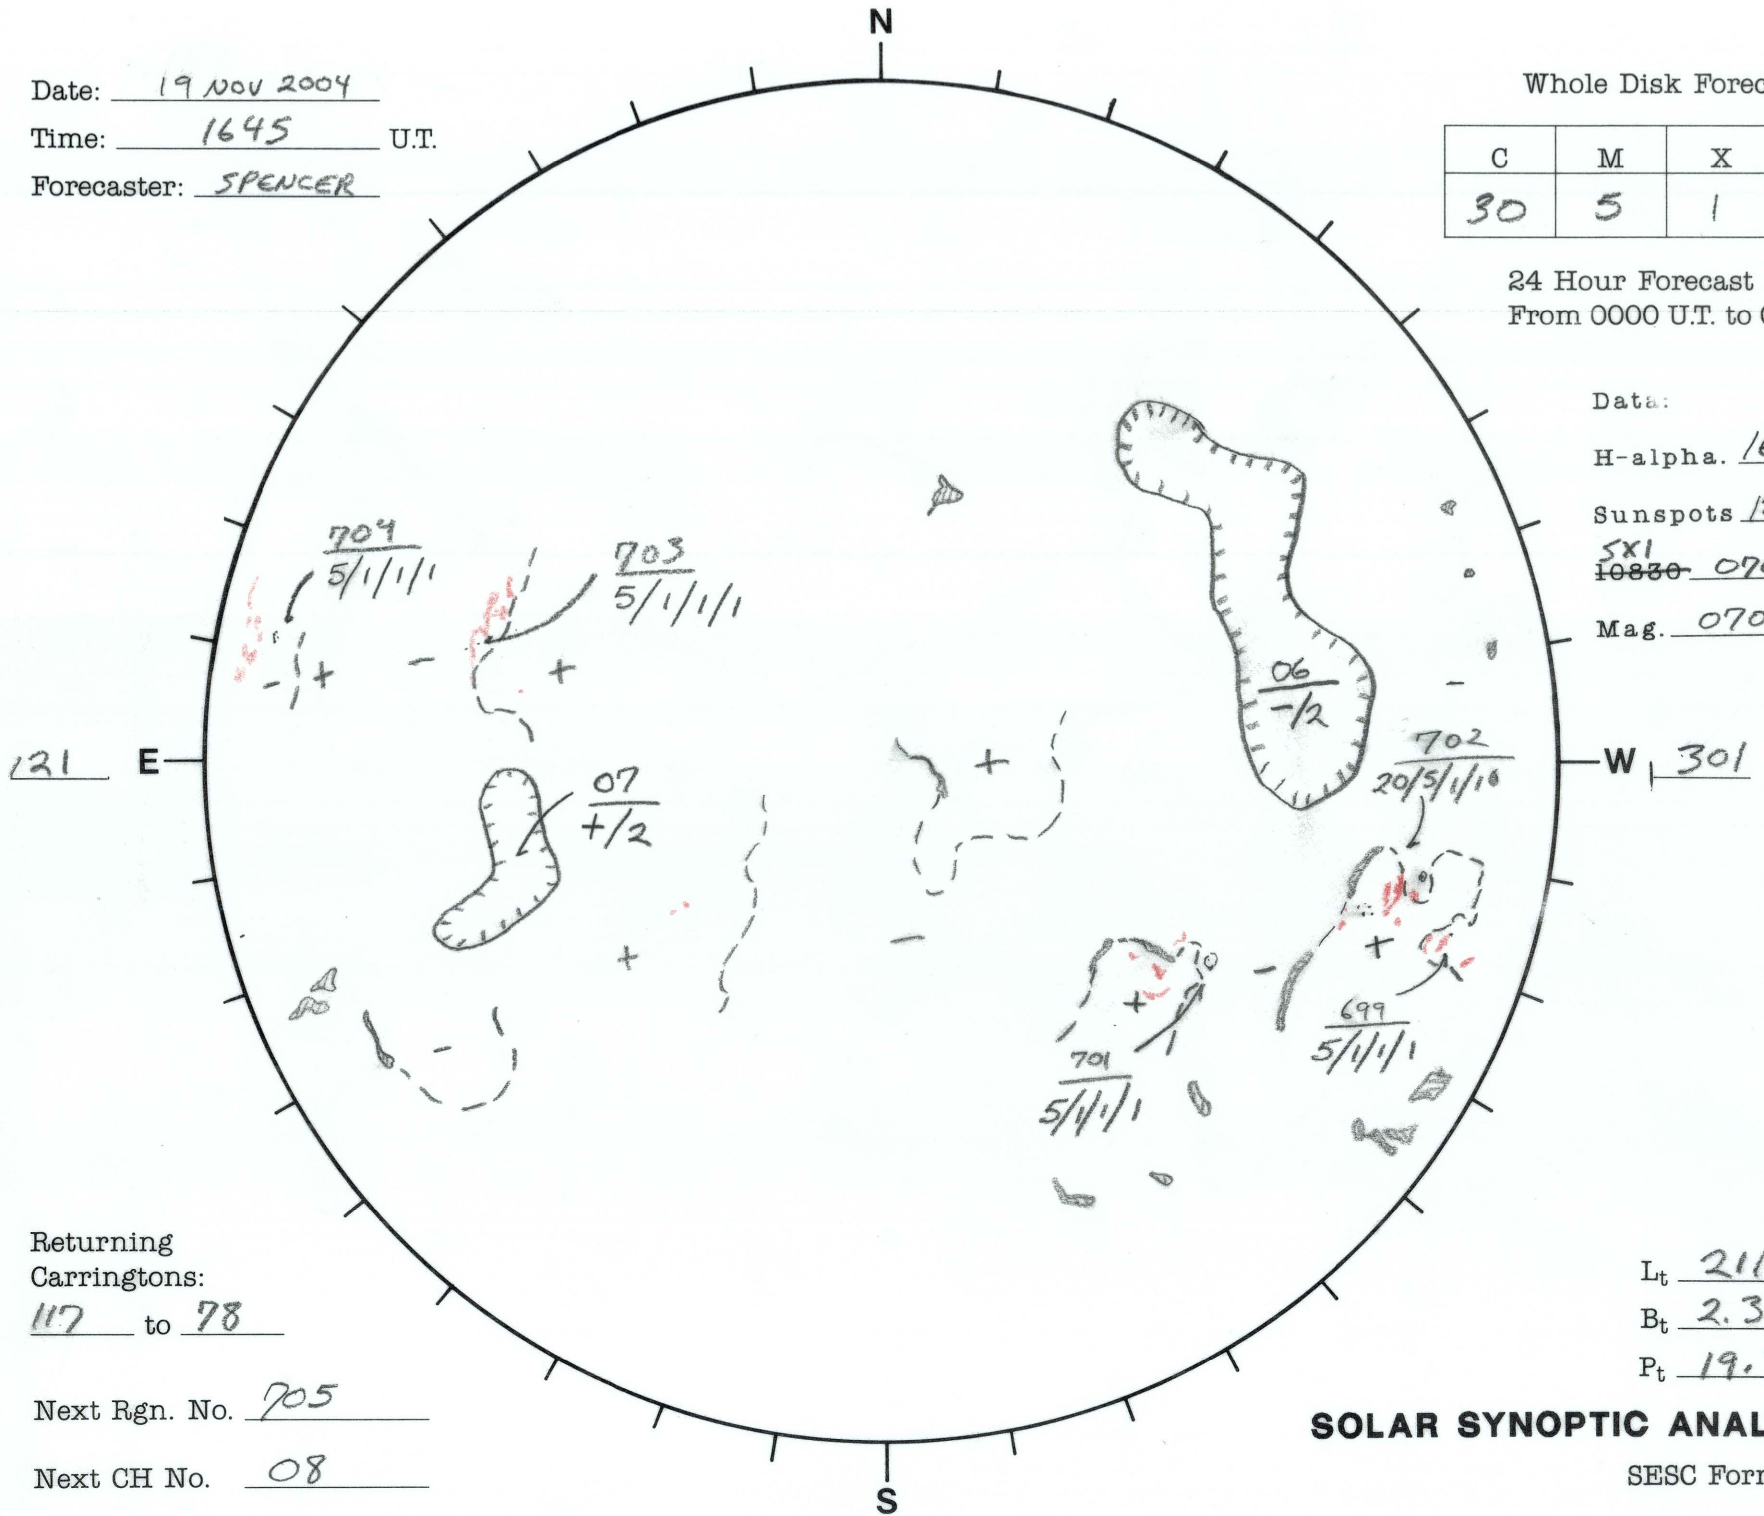 N
Date: 19 NOV 2004
Time: 1645 U.T.
Forecaster: SPENCER
Whole Disk Forec
C M X
30 5 1
24 Hour Forecast
From 0000 U.T. to
Data:
H-alpha.
Sunspots
SXI
10830 07
Mag. 070
704
5/1/1/1
703
5/1/1/1
- +
- +
06
-/2
-
702
20/5/1/10
121 E
W 301
+
07
+/2
+
-
+
-
+
-
699
5/1/1/1
701
5/1/1/1
Returning
Carringtons:
117 to 78
Next Rgn. No. 705
Next CH No. 08
Lt 211
Bt 2.3
Pt 19.
SOLAR SYNOPTIC ANAL
SESC Form
S